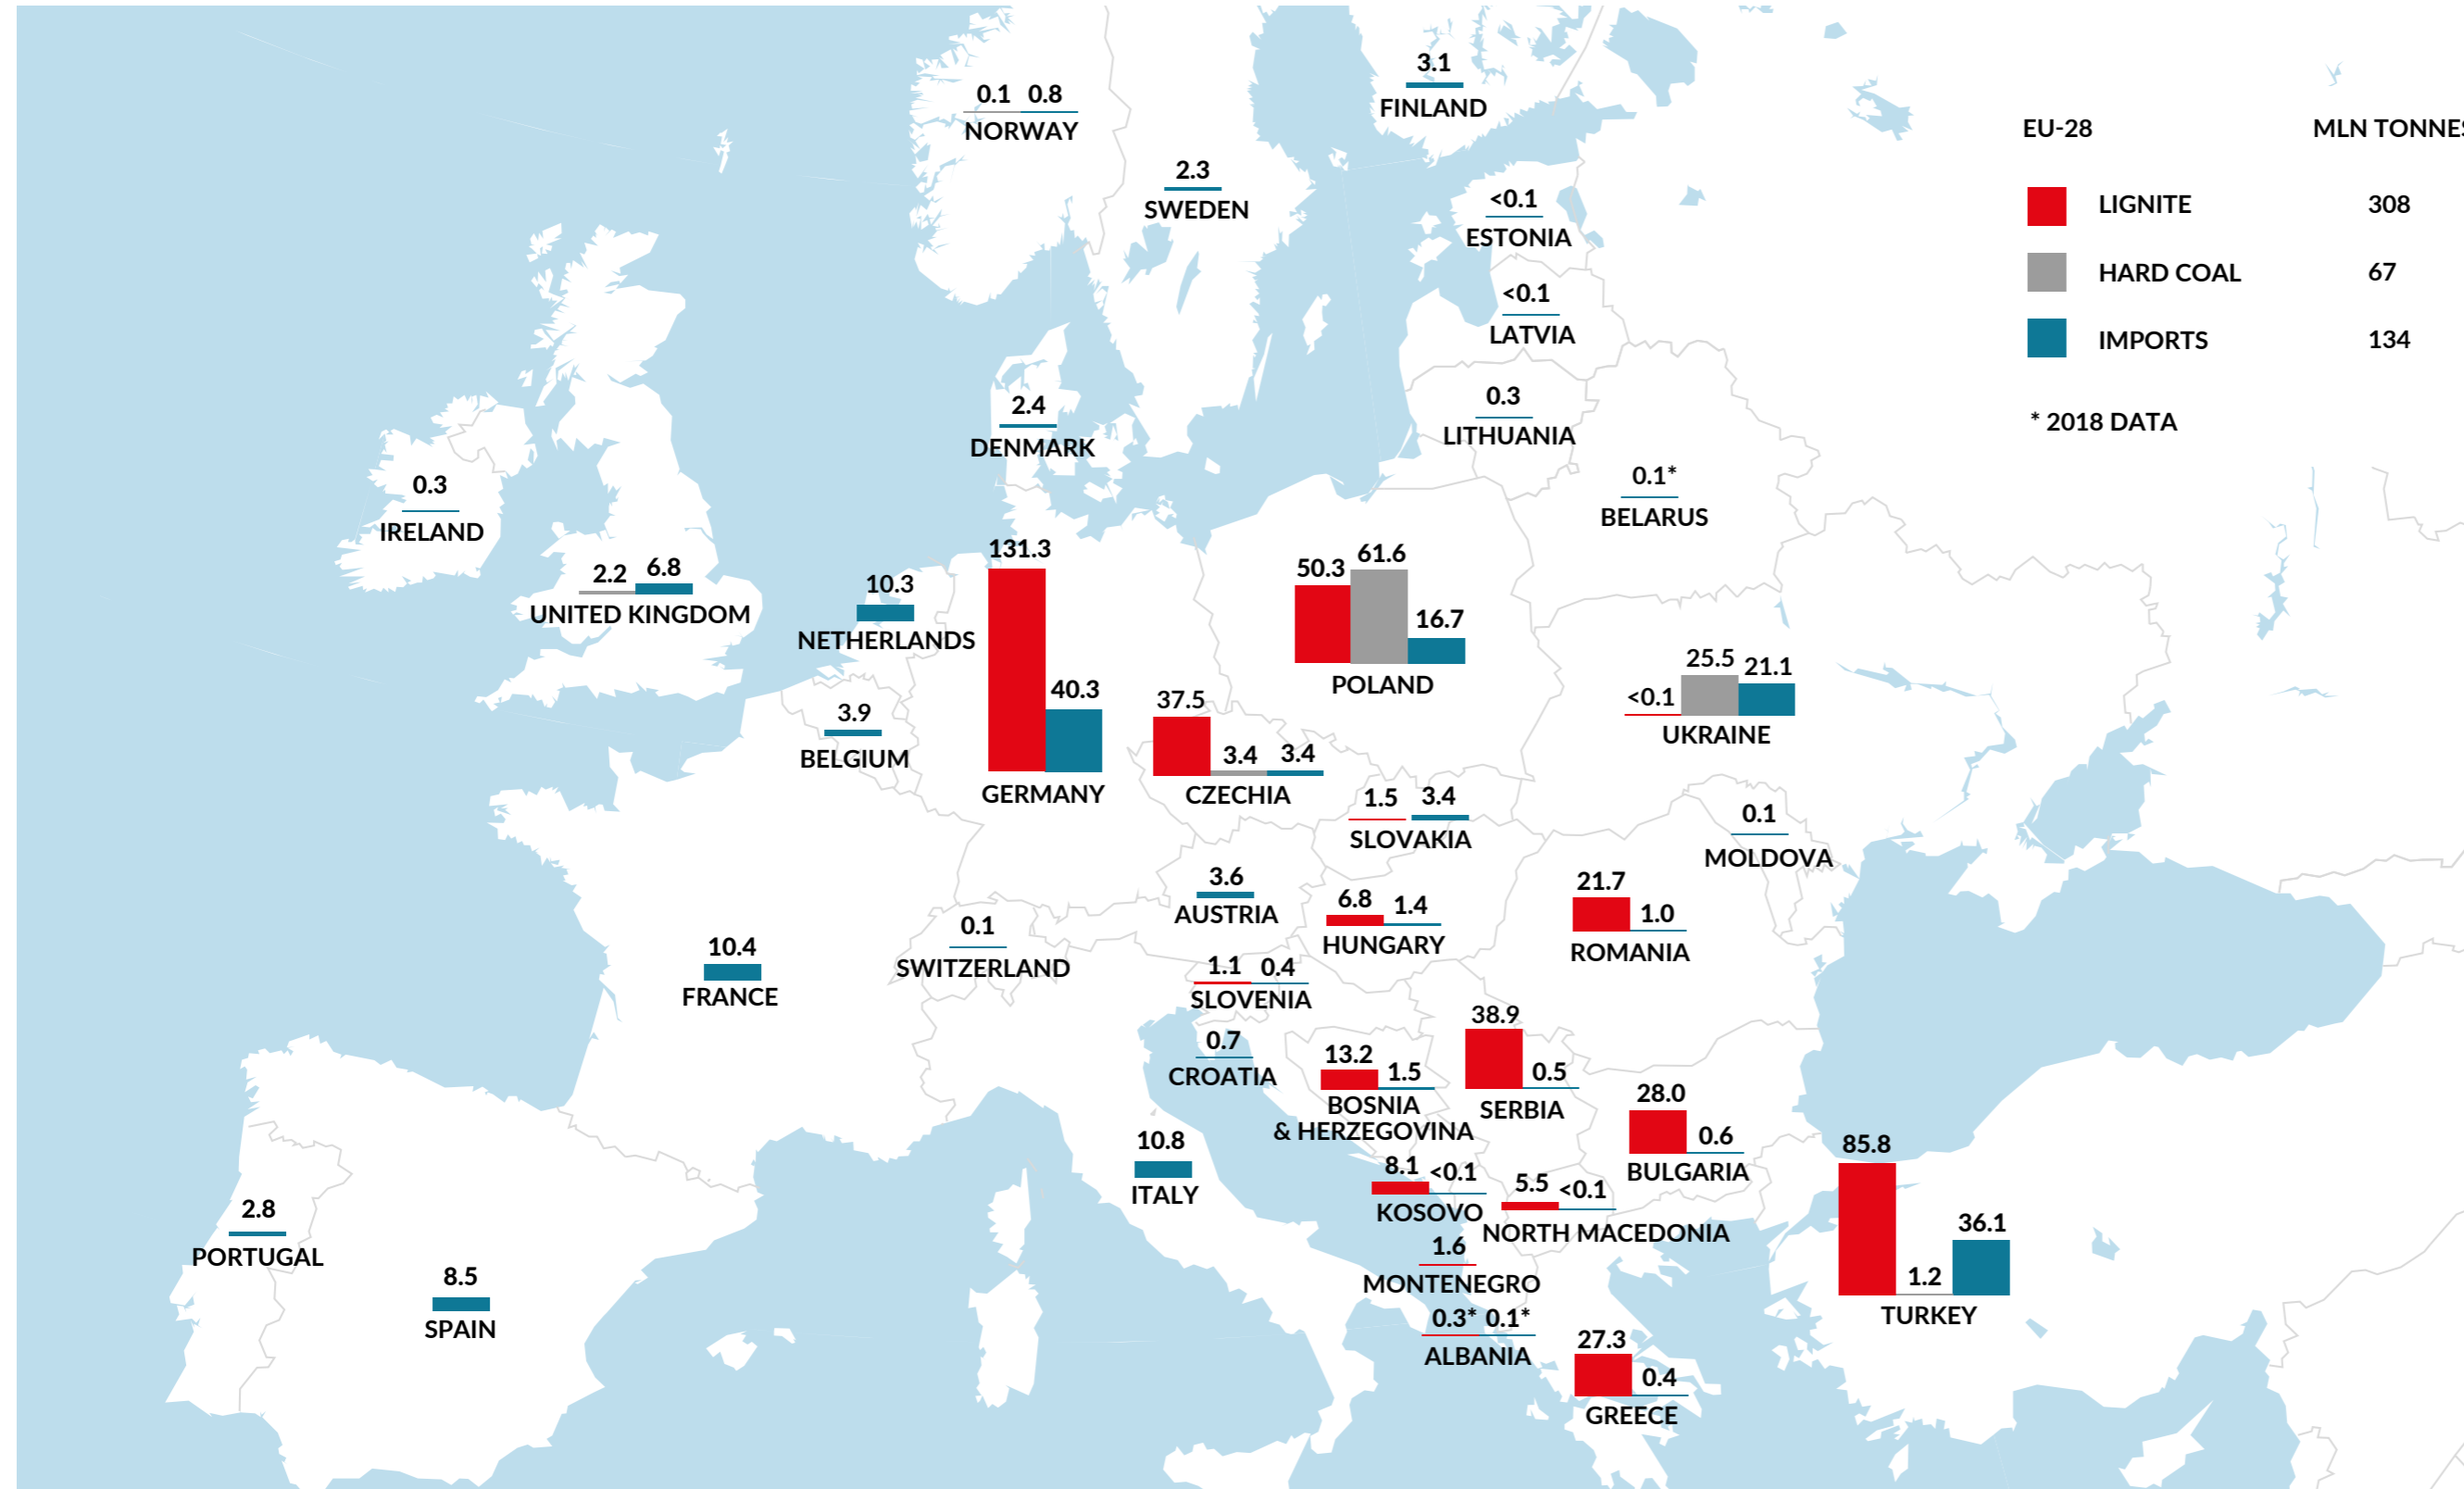 0.1 0.8
NORWAY
3.1
FINLAND
2.3
SWEDEN
<0.1
ESTONIA
<0.1
LATVIA
0.3
LITHUANIA
0.1*
BELARUS
EU-28 MLN TONNES
LIGNITE 308
HARD COAL 67
IMPORTS 134
* 2018 DATA
2.4
DENMARK
0.3
IRELAND
2.2 6.8
UNITED KINGDOM
10.3
NETHERLANDS
3.9
BELGIUM
131.3
40.3
GERMANY
50.3 61.6
16.7
POLAND
37.5
3.4 3.4
CZECHIA
<0.1 25.5 21.1
UKRAINE
1.5 3.4
SLOVAKIA
0.1
MOLDOVA
3.6
AUSTRIA
6.8 1.4
HUNGARY
21.7
1.0
ROMANIA
0.1
SWITZERLAND
10.4
FRANCE
1.1 0.4
SLOVENIA
0.7
CROATIA
13.2 1.5
BOSNIA
& HERZEGOVINA
38.9
0.5
SERBIA
28.0
0.6
BULGARIA
10.8
ITALY
8.1 <0.1
KOSOVO
5.5 <0.1
NORTH MACEDONIA
1.6
MONTENEGRO
0.3* 0.1*
ALBANIA
27.3
0.4
GREECE
85.8
1.2
36.1
TURKEY
2.8
PORTUGAL
8.5
SPAIN